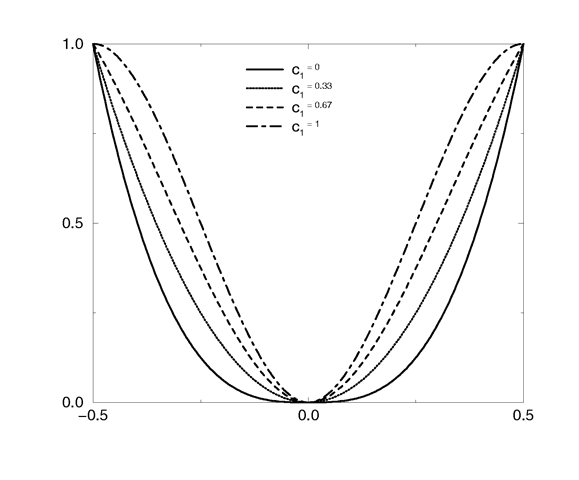 1.0
C₁ = 0
C₁ = 0.33
C₁ = 0.67
C₁ = 1
0.5
0.0
−0.5 0.0 0.5